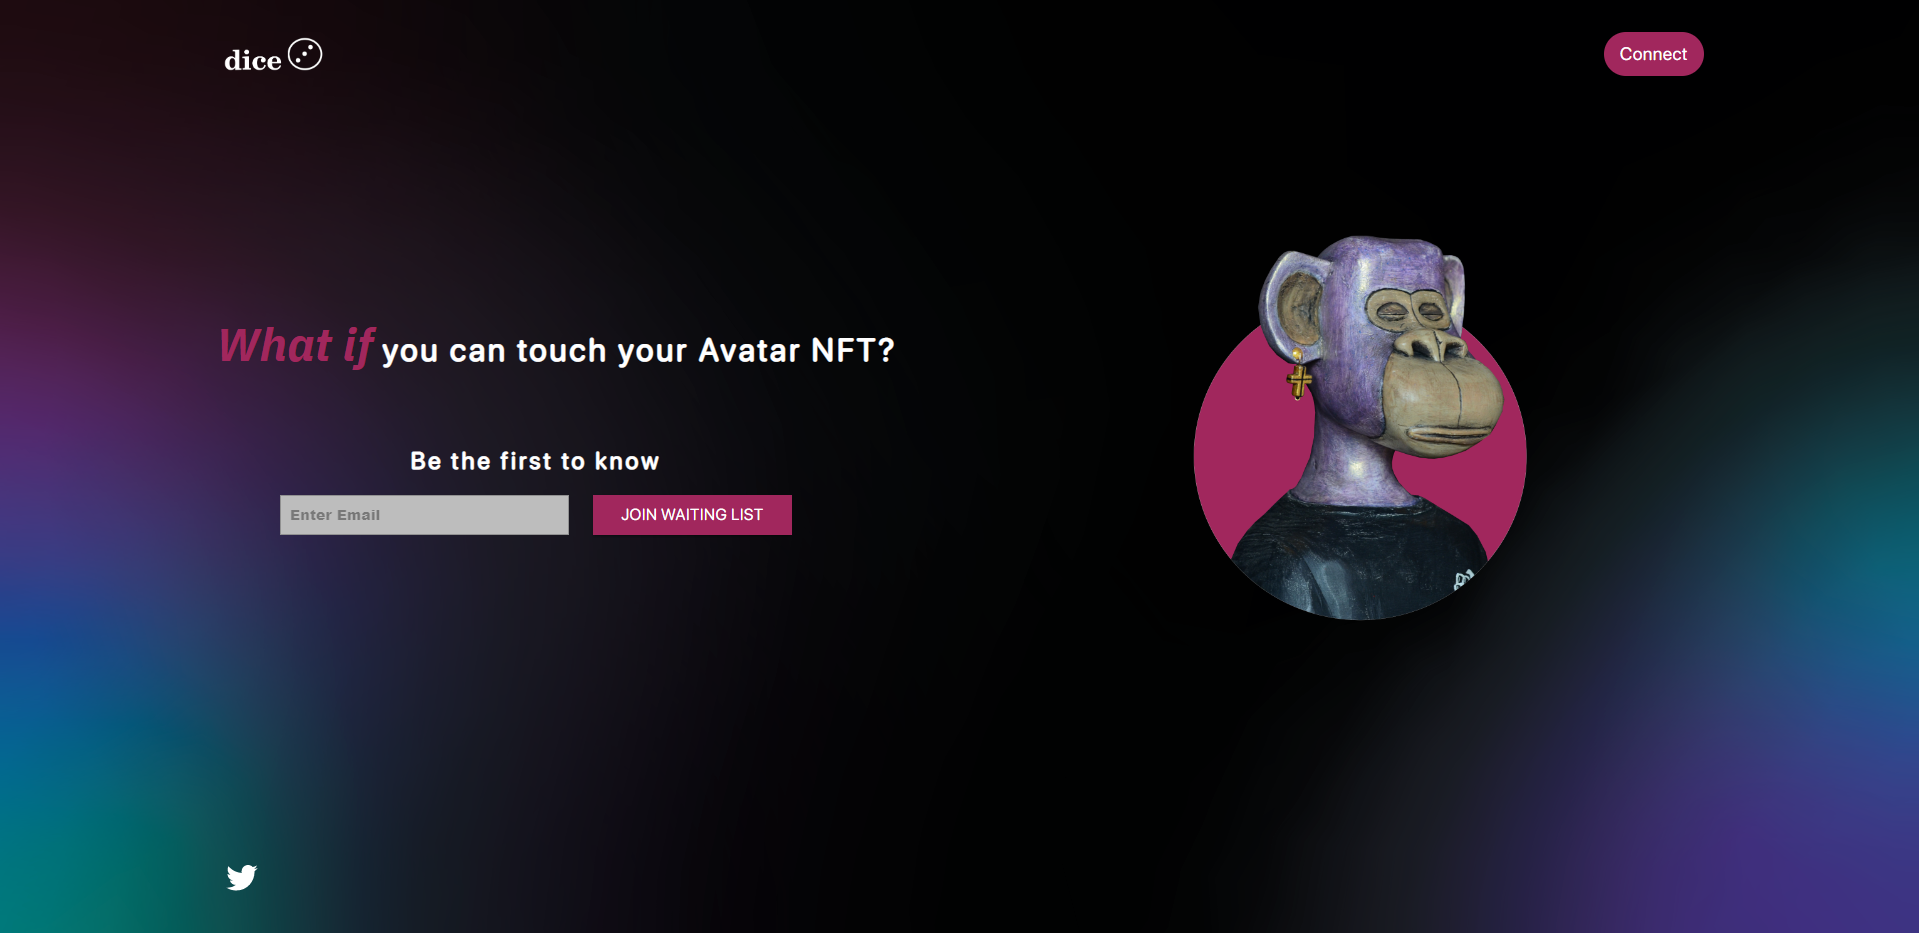 dice
Connect
What if you can touch your Avatar NFT?
Be the first to know
Enter Email
JOIN WAITING LIST